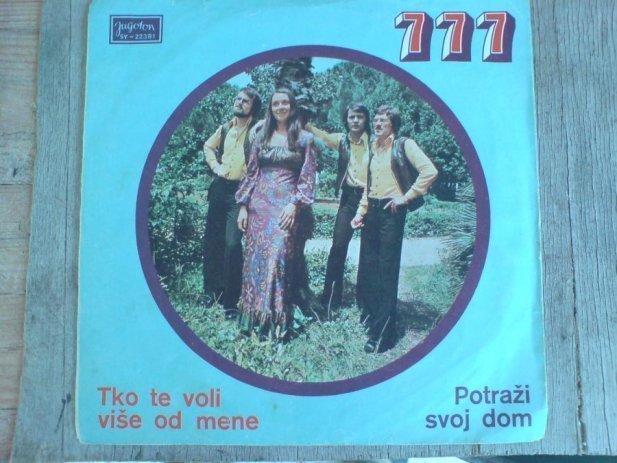 Jugoton
SY-22381
777
Tko te voli
više od mene
Potraži
svoj dom